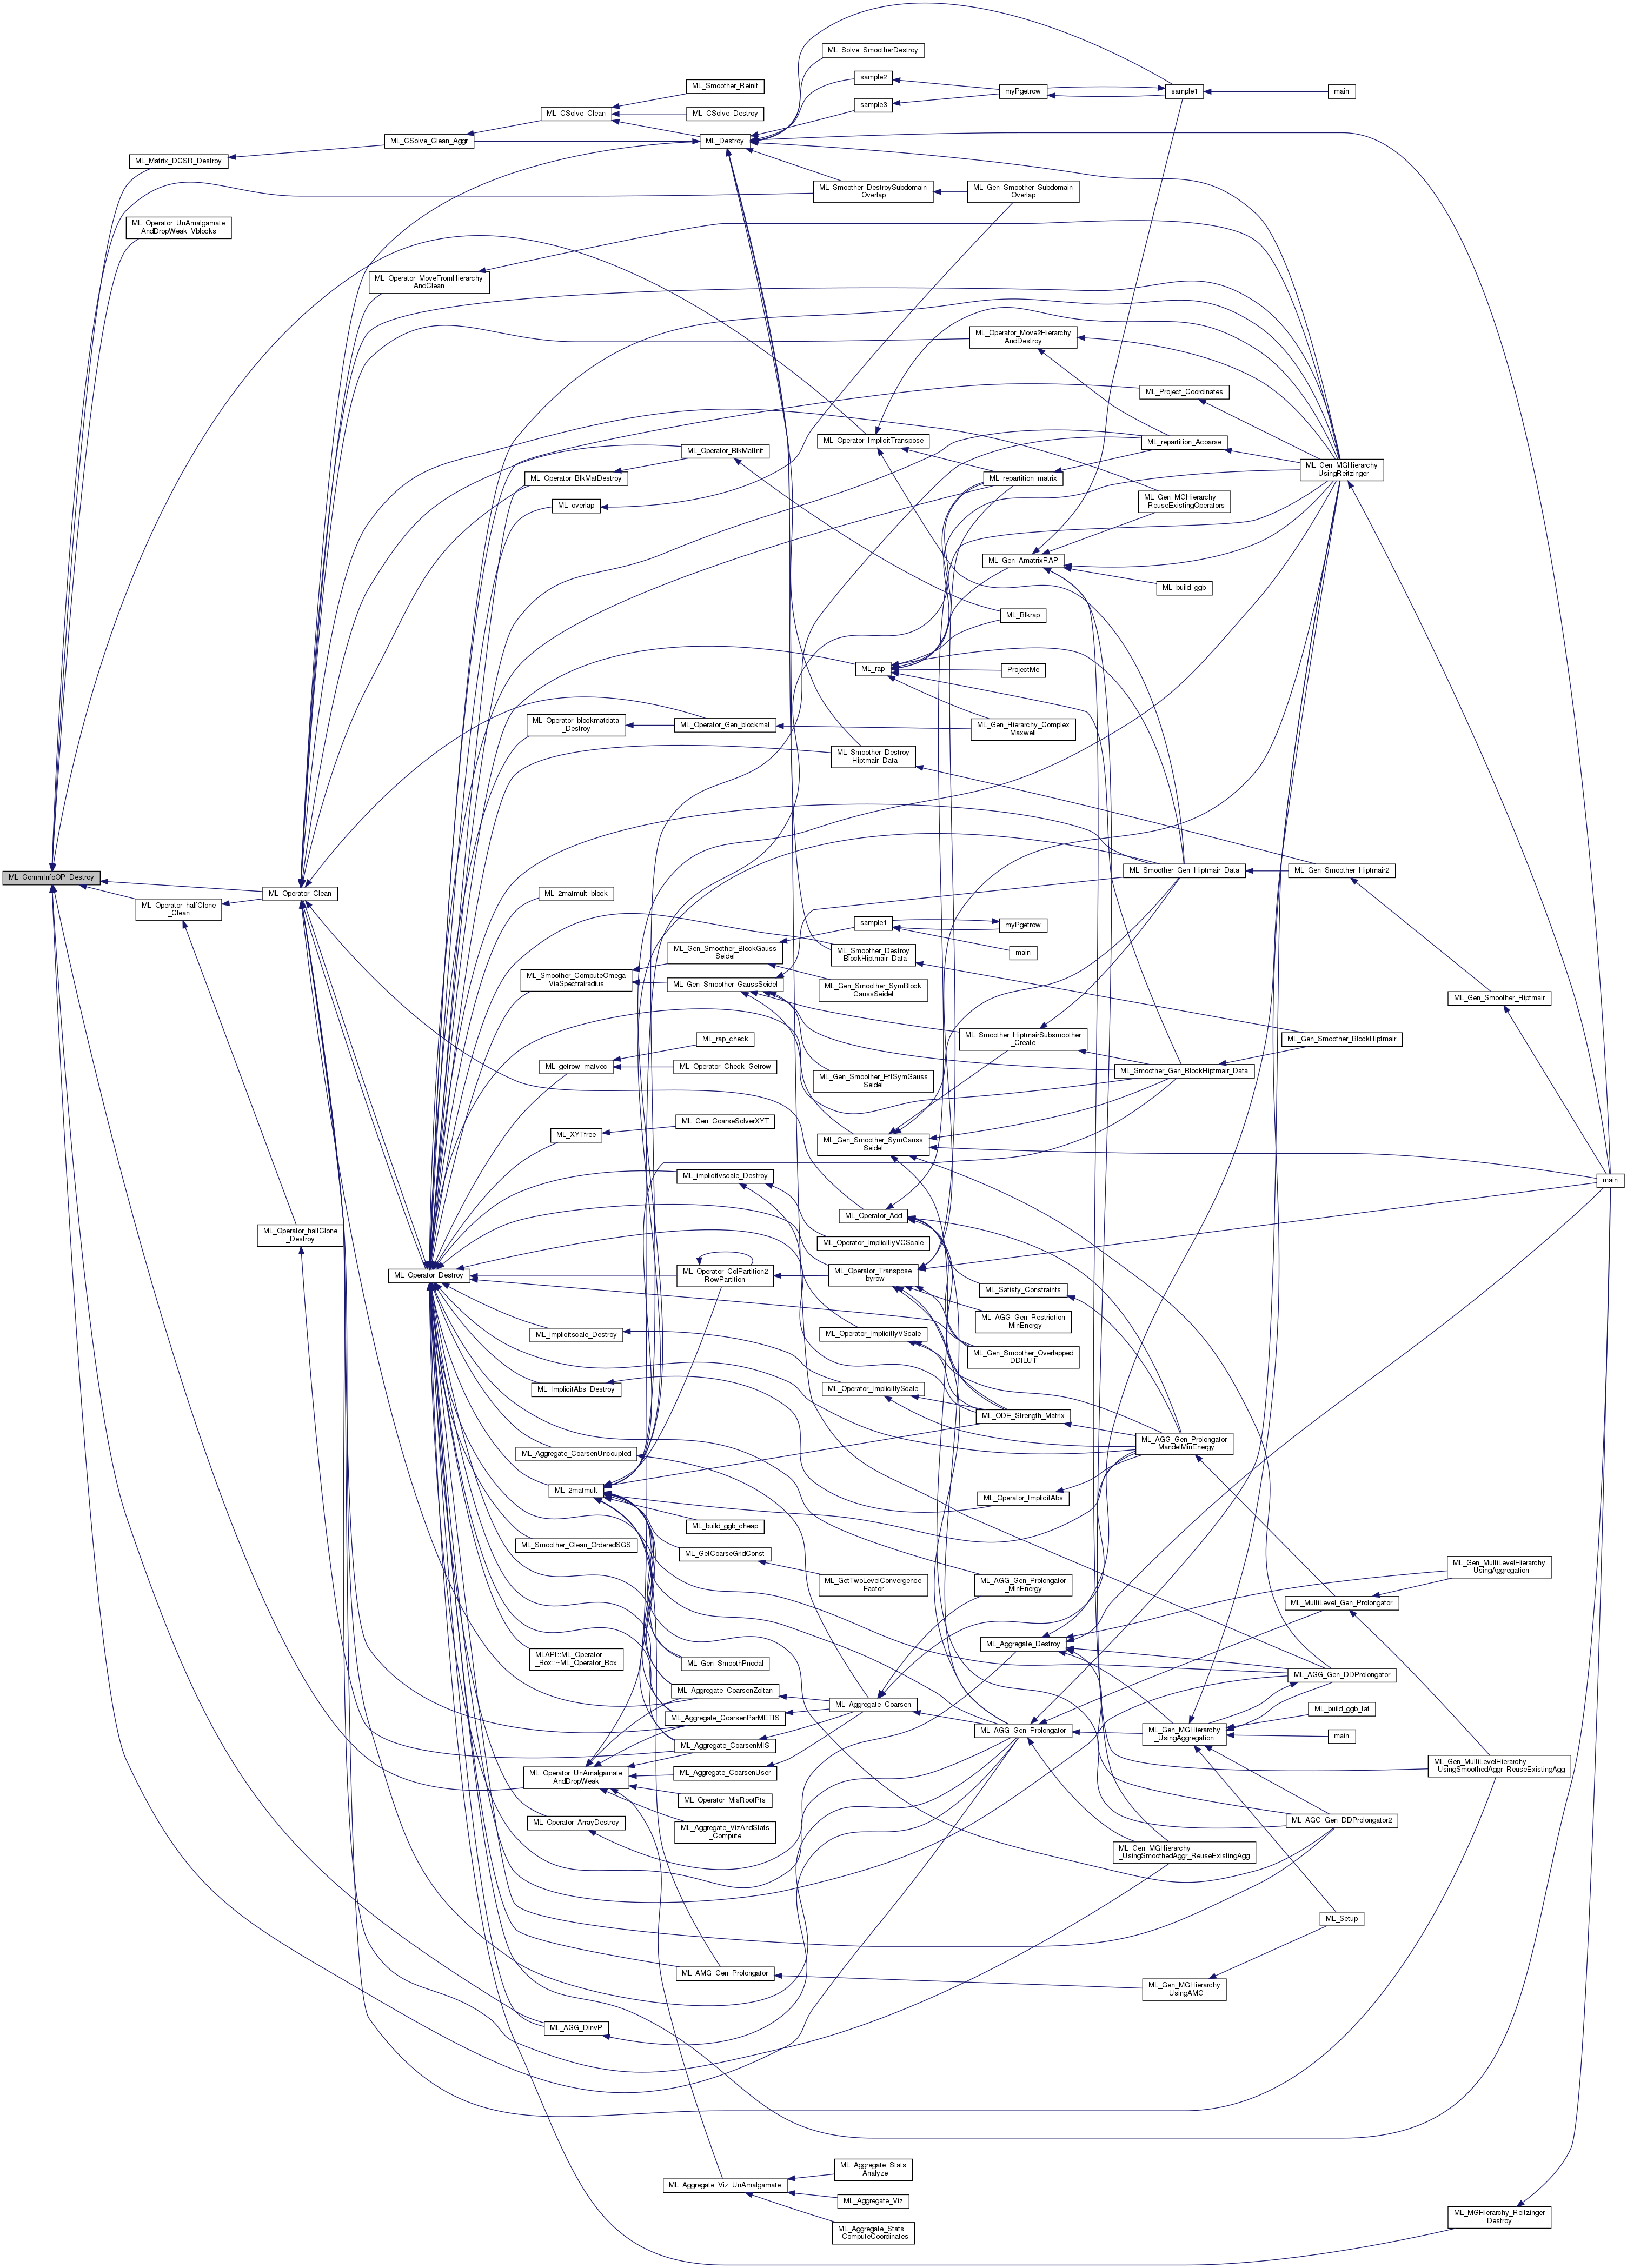 ML_Solve_SmootherDestroy
sample2
ML_Smoother_Reinit
myPgetrow
sample1
main
sample3
ML_CSolve_Clean
ML_CSolve_Destroy
ML_CSolve_Clean_Aggr
ML_Destroy
ML_Matrix_DCSR_Destroy
ML_Smoother_DestroySubdomain
Overlap
ML_Gen_Smoother_Subdomain
Overlap
ML_Operator_UnAmalgamate
AndDropWeak_Vblocks
ML_Operator_MoveFromHierarchy
AndClean
ML_Operator_Move2Hierarchy
AndDestroy
ML_Project_Coordinates
ML_Operator_ImplicitTranspose
ML_repartition_Acoarse
ML_Operator_BlkMatInit
ML_Gen_MGHierarchy
_UsingReitzinger
ML_Operator_BlkMatDestroy
ML_repartition_matrix
ML_overlap
ML_Gen_MGHierarchy
_ReuseExistingOperators
ML_Gen_AmatrixRAP
ML_build_ggb
ML_Blkrap
ML_rap
ProjectMe
ML_Operator_blockmatdata
_Destroy
ML_Operator_Gen_blockmat
ML_Gen_Hierarchy_Complex
Maxwell
ML_Smoother_Destroy
_Hiptmair_Data
ML_CommInfoOP_Destroy
ML_Operator_Clean
ML_Operator_halfClone
_Clean
ML_2matmult_block
ML_Smoother_Gen_Hiptmair_Data
ML_Gen_Smoother_Hiptmair2
sample1
myPgetrow
main
ML_Gen_Smoother_BlockGauss
Seidel
ML_Smoother_Destroy
_BlockHiptmair_Data
ML_Smoother_ComputeOmega
ViaSpectralradius
ML_Gen_Smoother_GaussSeidel
ML_Gen_Smoother_SymBlock
GaussSeidel
ML_Gen_Smoother_Hiptmair
ML_rap_check
ML_Smoother_HiptmairSubsmoother
_Create
ML_Gen_Smoother_BlockHiptmair
ML_getrow_matvec
ML_Operator_Check_Getrow
ML_Gen_Smoother_EffSymGauss
Seidel
ML_Smoother_Gen_BlockHiptmair_Data
ML_Gen_CoarseSolverXYT
ML_XYTfree
ML_Gen_Smoother_SymGauss
Seidel
ML_implicitvscale_Destroy
main
ML_Operator_Add
ML_Operator_halfClone
_Destroy
ML_Operator_ImplicitlyVCScale
ML_Operator_Destroy
ML_Operator_ColPartition2
RowPartition
ML_Operator_Transpose
_byrow
ML_Satisfy_Constraints
ML_AGG_Gen_Restriction
_MinEnergy
ML_implicitscale_Destroy
ML_Operator_ImplicitlyVScale
ML_Gen_Smoother_Overlapped
DDILUT
ML_ImplicitAbs_Destroy
ML_Operator_ImplicitlyScale
ML_ODE_Strength_Matrix
ML_AGG_Gen_Prolongator
_MandelMinEnergy
ML_Aggregate_CoarsenUncoupled
ML_2matmult
ML_Operator_ImplicitAbs
ML_build_ggb_cheap
ML_Smoother_Clean_OrderedSGS
ML_GetCoarseGridConst
ML_GetTwoLevelConvergence
Factor
ML_AGG_Gen_Prolongator
_MinEnergy
ML_Gen_MultiLevelHierarchy
_UsingAggregation
ML_MultiLevel_Gen_Prolongator
MLAPI::ML_Operator
_Box::~ML_Operator_Box
ML_Gen_SmoothPnodal
ML_Aggregate_Destroy
ML_AGG_Gen_DDProlongator
ML_Aggregate_CoarsenZoltan
ML_Aggregate_Coarsen
ML_Aggregate_CoarsenParMETIS
ML_AGG_Gen_Prolongator
ML_Gen_MGHierarchy
_UsingAggregation
ML_build_ggb_fat
main
ML_Aggregate_CoarsenMIS
ML_Operator_UnAmalgamate
AndDropWeak
ML_Aggregate_CoarsenUser
ML_Gen_MultiLevelHierarchy
_UsingSmoothedAggr_ReuseExistingAgg
ML_Operator_MisRootPts
ML_Operator_ArrayDestroy
ML_Aggregate_VizAndStats
_Compute
ML_AGG_Gen_DDProlongator2
ML_Gen_MGHierarchy
_UsingSmoothedAggr_ReuseExistingAgg
ML_Setup
ML_AMG_Gen_Prolongator
ML_Gen_MGHierarchy
_UsingAMG
ML_AGG_DinvP
ML_Aggregate_Stats
_Analyze
ML_Aggregate_Viz_UnAmalgamate
ML_Aggregate_Viz
ML_Aggregate_Stats
_ComputeCoordinates
ML_MGHierarchy_Reitzinger
Destroy